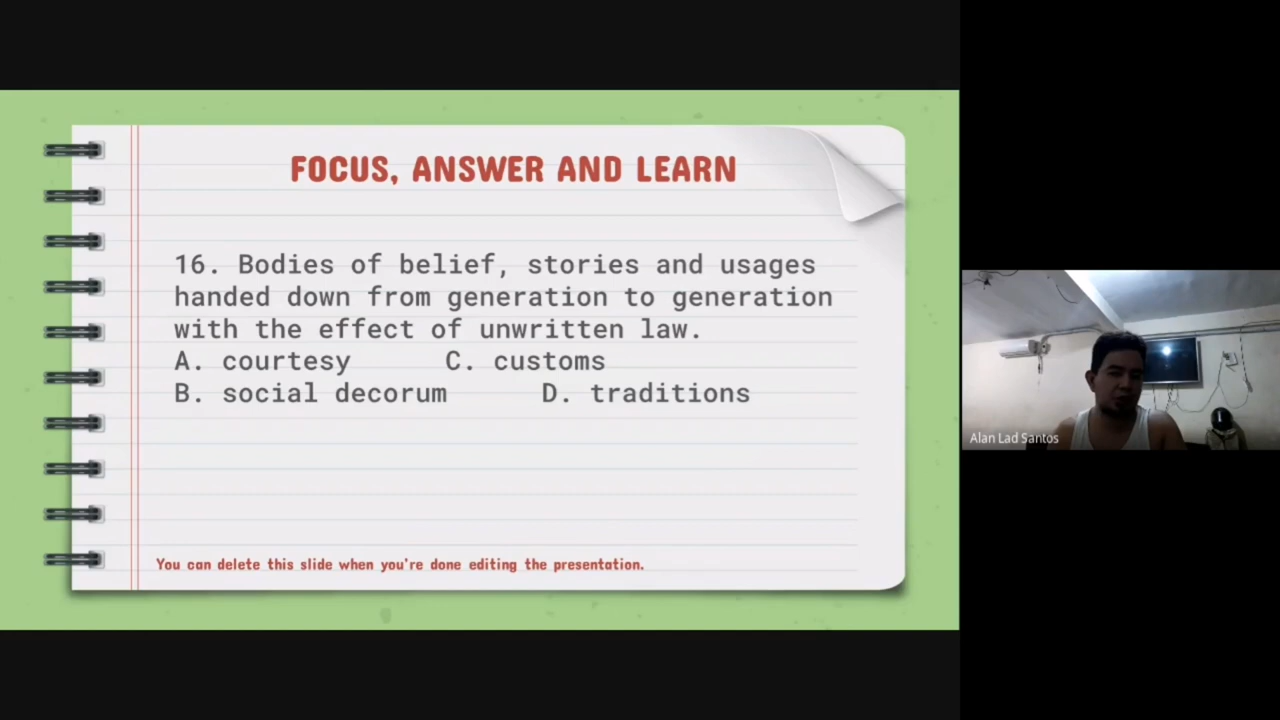 FOCUS, ANSWER AND LEARN
16. Bodies of belief, stories and usages
handed down from generation to generation
with the effect of unwritten law.
A. courtesy C. customs
B. social decorum D. traditions
You can delete this slide when you're done editing the presentation.
Alan Lad Santos